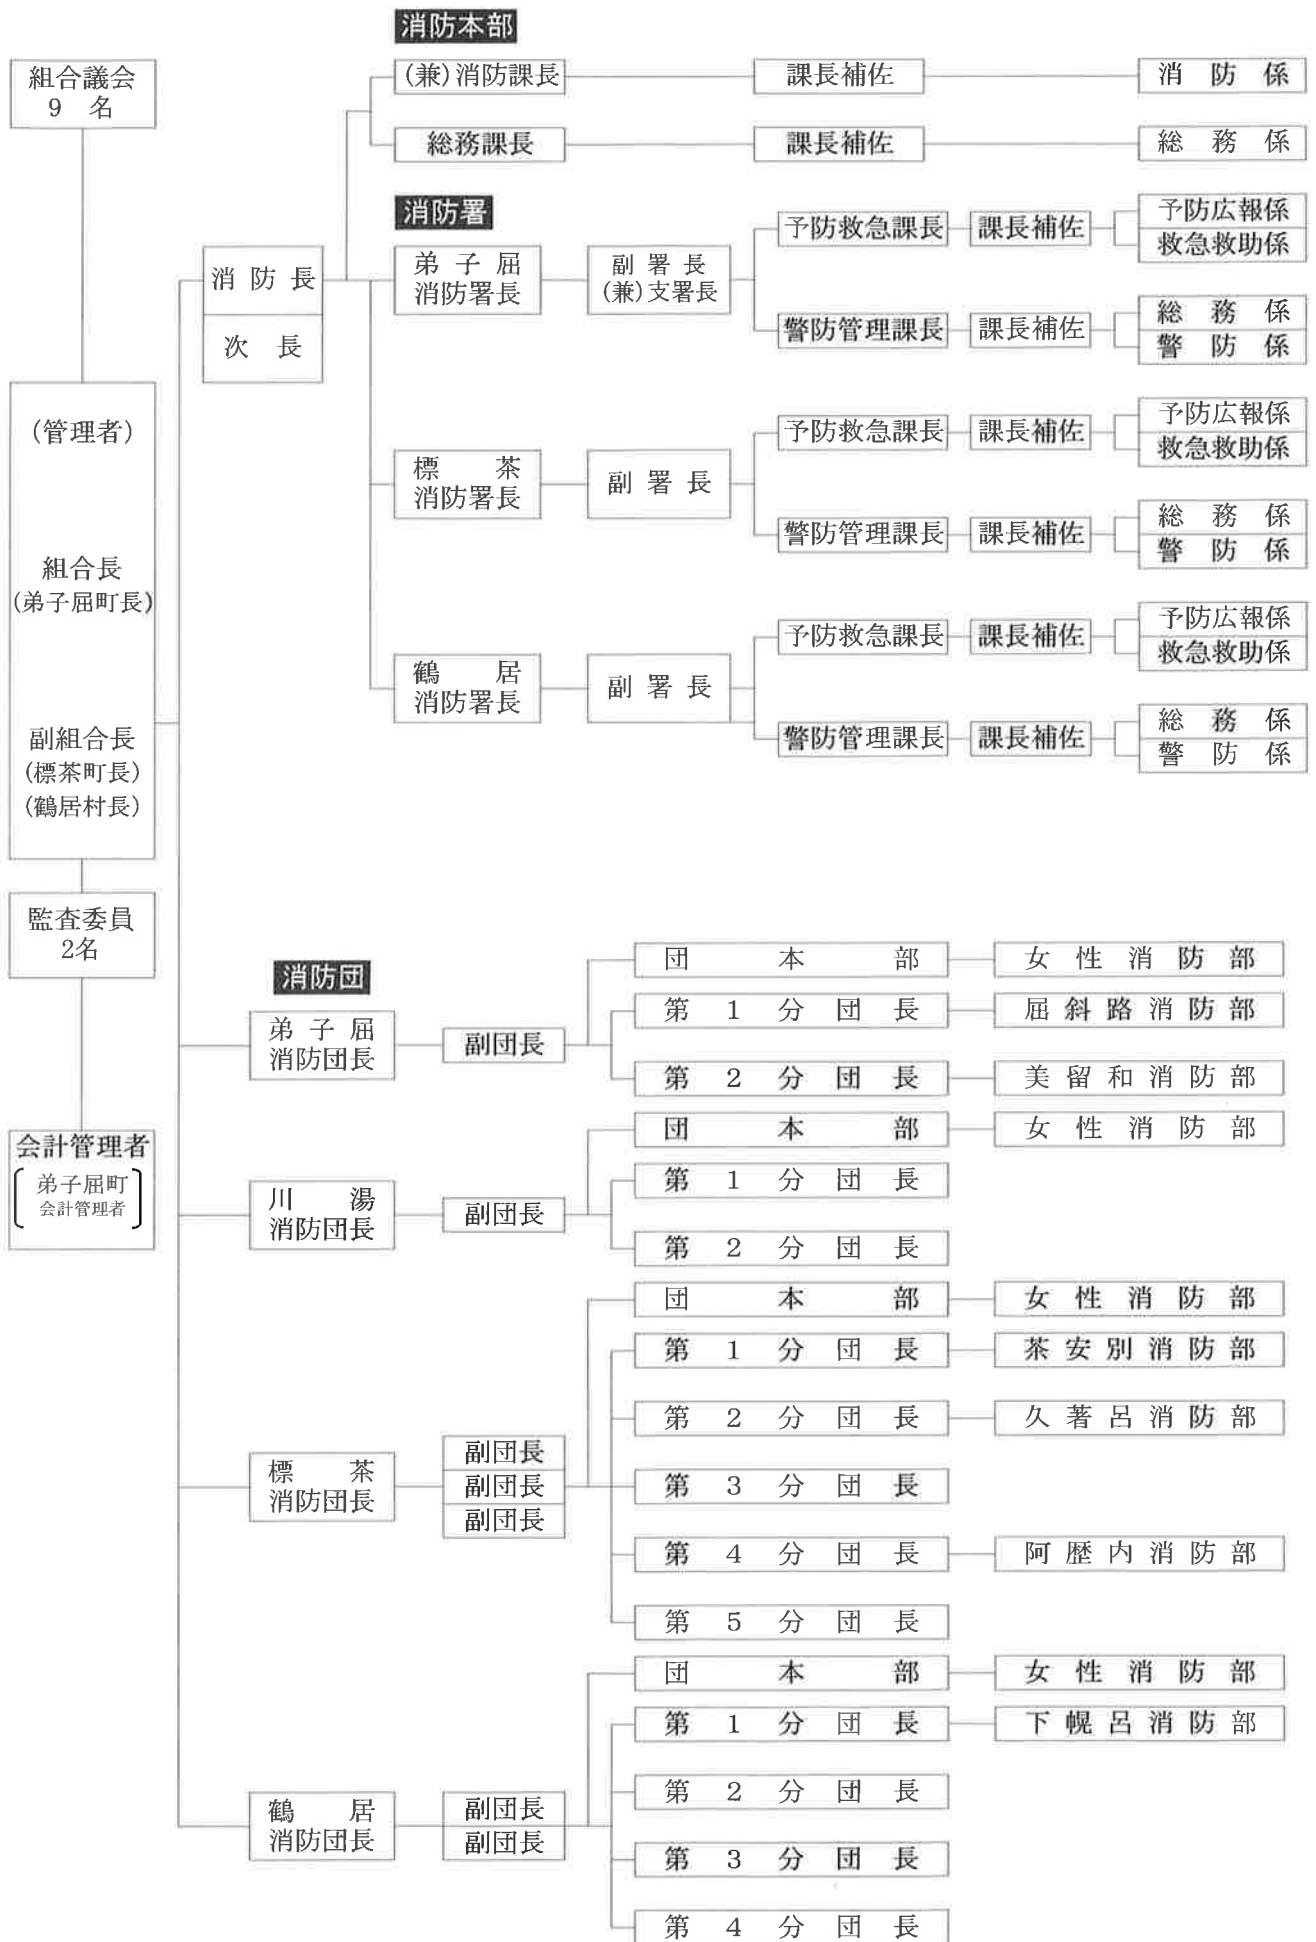 消防本部
組合議会
9 名
(兼)消防課長
課長補佐
消防係
総務課長
課長補佐
総務係
消防署
消防長
次長
弟子屈
消防署長
副署長
(兼)支署長
予防救急課長
課長補佐
予防広報係
救急救助係
警防管理課長
課長補佐
総務係
警防係
標茶
消防署長
副署長
予防救急課長
課長補佐
予防広報係
救急救助係
警防管理課長
課長補佐
総務係
警防係
鶴居
消防署長
副署長
予防救急課長
課長補佐
予防広報係
救急救助係
警防管理課長
課長補佐
総務係
警防係
(管理者)
組合長
(弟子屈町長)
副組合長
(標茶町長)
(鶴居村長)
監査委員
2名
会計管理者
弟子屈町
会計管理者
消防団
弟子屈
消防団長
副団長
団本部
女性消防部
第1分団長
屈斜路消防部
第2分団長
美留和消防部
川湯
消防団長
副団長
団本部
女性消防部
第1分団長
第2分団長
標茶
消防団長
副団長
副団長
副団長
団本部
女性消防部
第1分団長
茶安別消防部
第2分団長
久著呂消防部
第3分団長
第4分団長
阿歴内消防部
第5分団長
鶴居
消防団長
副団長
副団長
団本部
女性消防部
第1分団長
下幌呂消防部
第2分団長
第3分団長
第4分団長